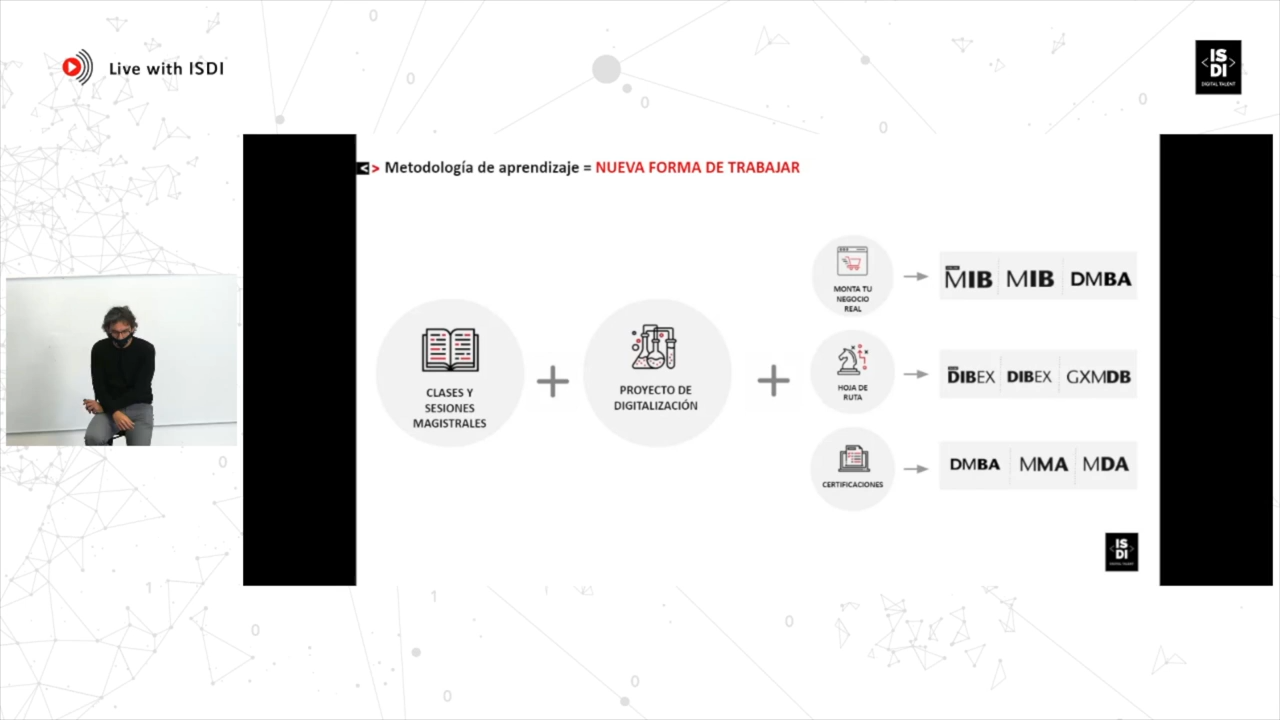 Live with ISDI
IS
DI
DIGITAL TALENT
Metodología de aprendizaje = NUEVA FORMA DE TRABAJAR
CLASES Y
SESIONES
MAGISTRALES
PROYECTO DE
DIGITALIZACIÓN
MONTA TU
NEGOCIO
REAL
MIB MIB DMBA
HOJA DE
RUTA
DIBEX DIBEX GXMDB
CERTIFICACIONES
DMBA MMA MDA
IS
DI
DIGITAL TALENT